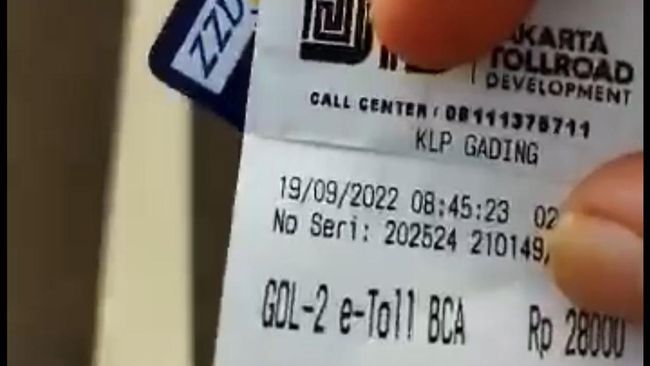 ZZD
JAKARTA
TOLLROAD
DEVELOPMENT
CALL CENTER / 08111375711
KLP GADING
19/09/2022 08:45:23 02
No Seri: 202524 210149,
GOL-2 e-Toll BCA Rp 28000